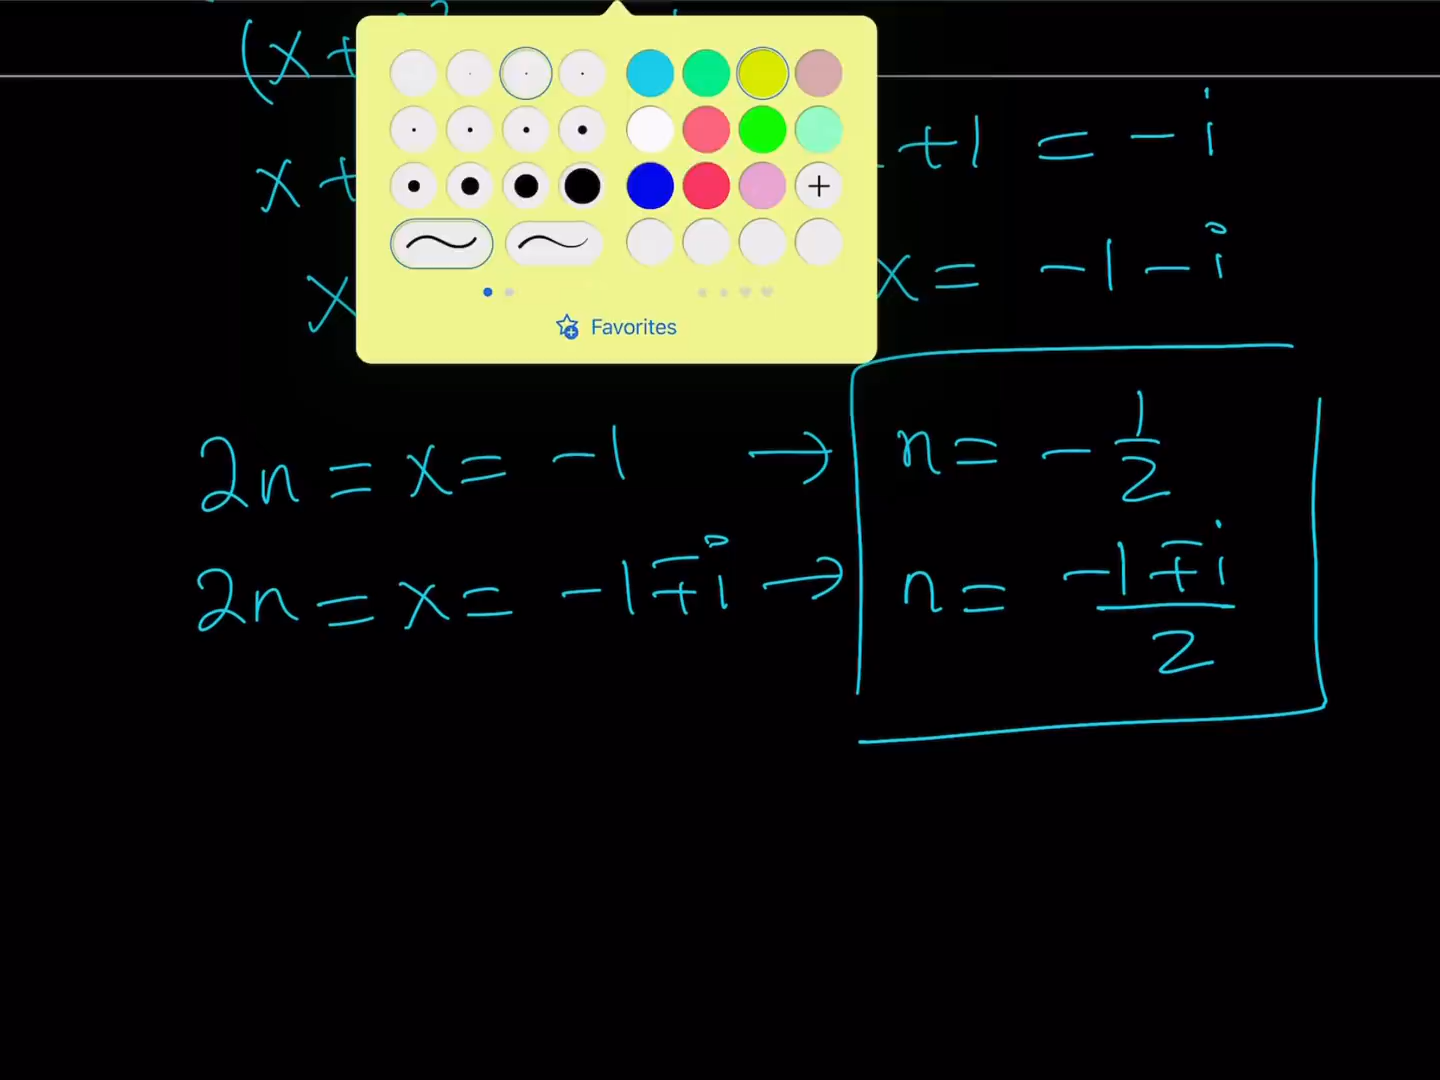 (x+
x+ +1 = -i
x x = -1-i
Favorites
2n = x = -1 → n = -1/2
2n = x = -1∓i → n = (-1∓i)/2